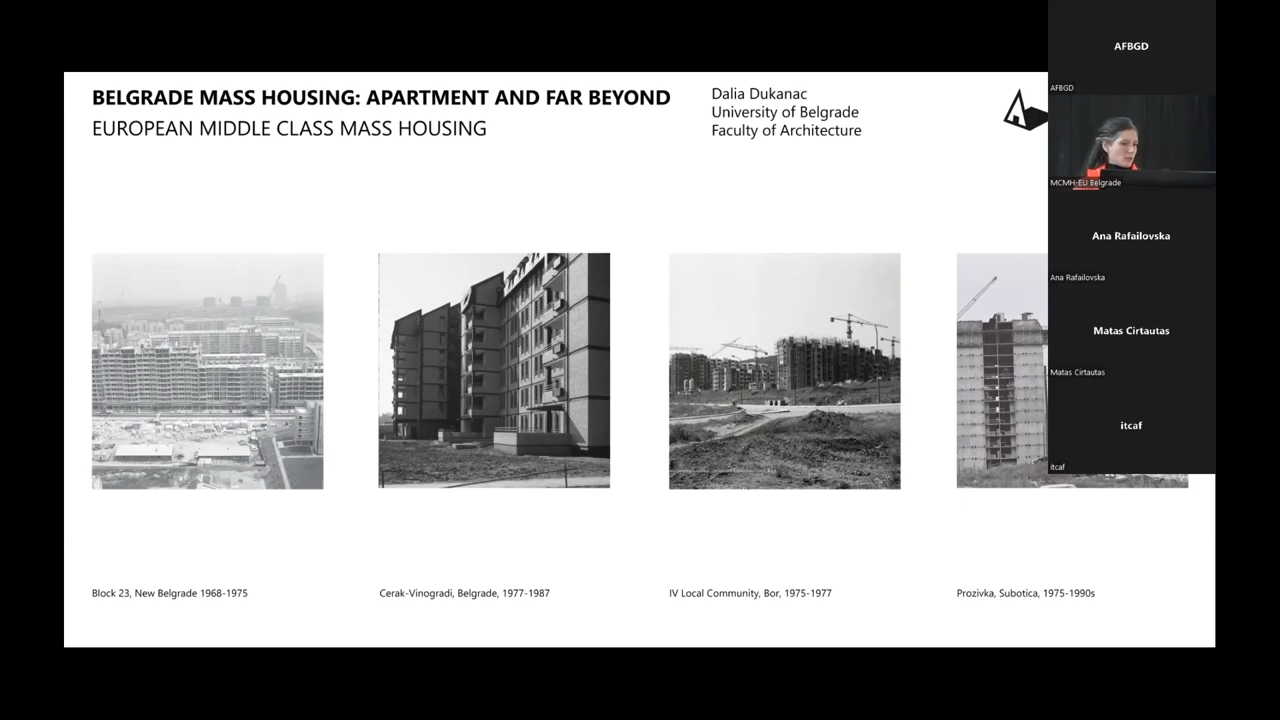 BELGRADE MASS HOUSING: APARTMENT AND FAR BEYOND
EUROPEAN MIDDLE CLASS MASS HOUSING
Dalia Dukanac
University of Belgrade
Faculty of Architecture
Block 23, New Belgrade 1968-1975
Cerak-Vinogradi, Belgrade, 1977-1987
IV Local Community, Bor, 1975-1977
Prozivka, Subotica, 1975-1990s
AFBGD
AFBGD
MCMH-EU Belgrade
Ana Rafailovska
Ana Rafailovska
Matas Cirtautas
Matas Cirtautas
itcaf
itcaf